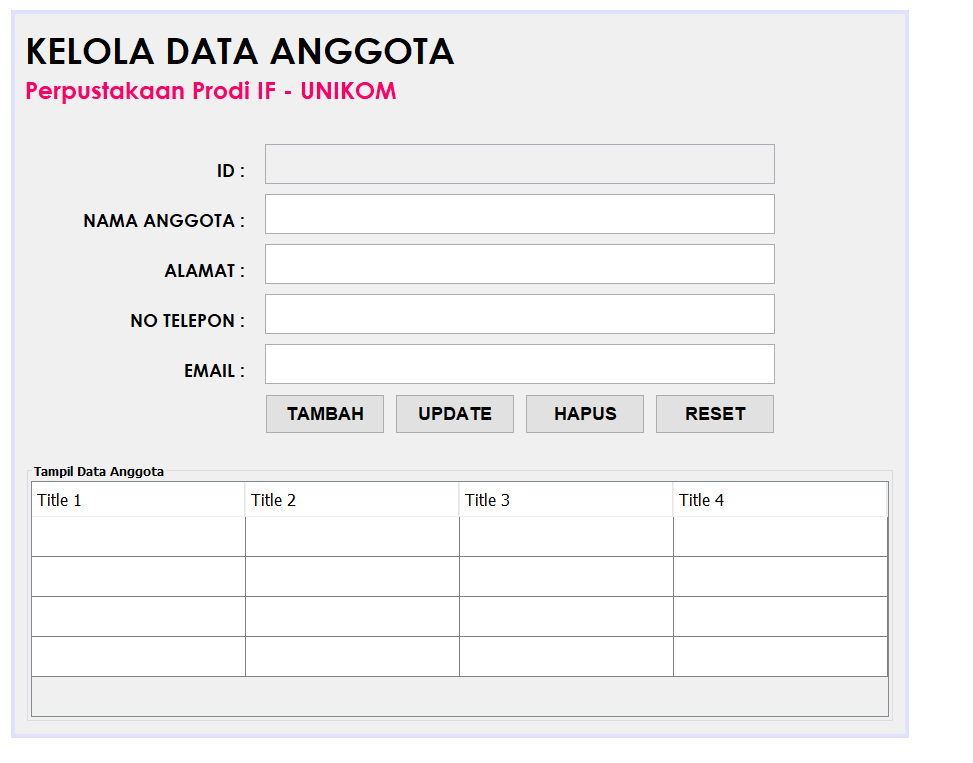 KELOLA DATA ANGGOTA
Perpustakaan Prodi IF - UNIKOM
ID :
NAMA ANGGOTA :
ALAMAT :
NO TELEPON :
EMAIL :
TAMBAH UPDATE HAPUS RESET
Tampil Data Anggota
Title 1 Title 2 Title 3 Title 4